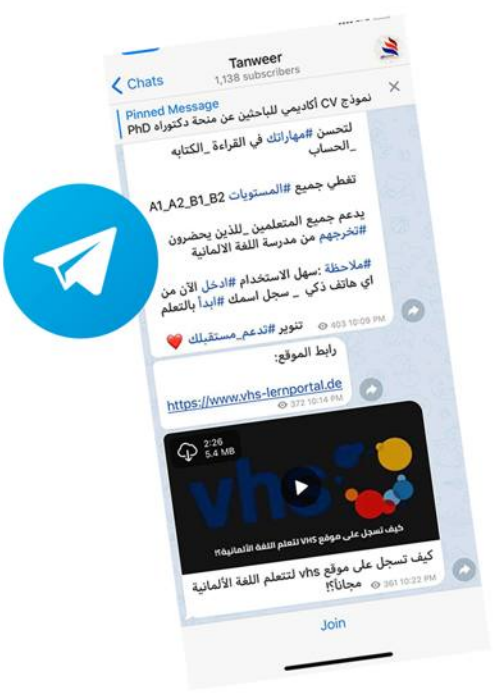 Chats
Tanweer
1,138 subscribers
Pinned Message
نموذج CV أكاديمي للباحثين عن منحة دكتوراه PhD
لتحسن #مهاراتك في القراءة _الكتابه
_الحساب
تغطي جميع #المستويات A1_A2_B1_B2
يدعم جميع المتعلمين _للذين يحضرون
#تخرجهم من مدرسة اللغة الالمانية
#ملاحظة :سهل الاستخدام #ادخل الآن من
اي هاتف ذكي _ سجل اسمك #ابدأ بالتعلم
تنوير #تدعم_مستقبلك ❤️
403 10:09 PM
رابط الموقع:
https://www.vhs-lernportal.de
372 10:14 PM
2:26
5.4 MB
vhs
كيف تسجل على موقع VHS لتتعلم اللغة الألمانية؟!
كيف تسجل على موقع vhs لتتعلم اللغة الألمانية
مجاناً؟!
361 10:22 PM
Join